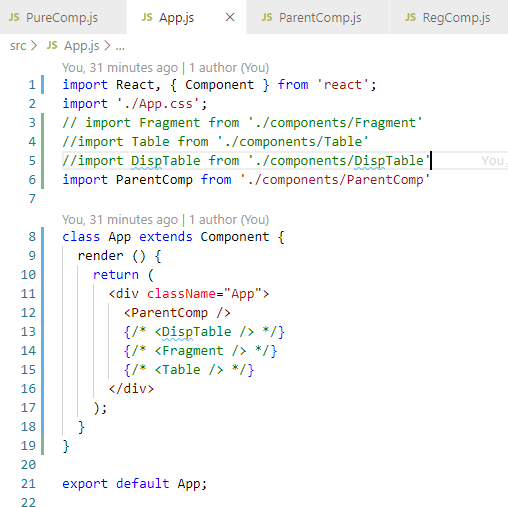 JS PureComp.js JS App.js × JS ParentComp.js JS RegComp.js
src > JS App.js > ...
You, 31 minutes ago | 1 author (You)
1 import React, { Component } from 'react';
2 import './App.css';
3 // import Fragment from './components/Fragment'
4 //import Table from './components/Table'
5 //import DispTable from './components/DispTable' You,
6 import ParentComp from './components/ParentComp'
7
You, 31 minutes ago | 1 author (You)
8 class App extends Component {
9 render () {
10 return (
11 <div className="App">
12 <ParentComp />
13 {/* <DispTable /> */}
14 {/* <Fragment /> */}
15 {/* <Table /> */}
16 </div>
17 );
18 }
19 }
20
21 export default App;
22